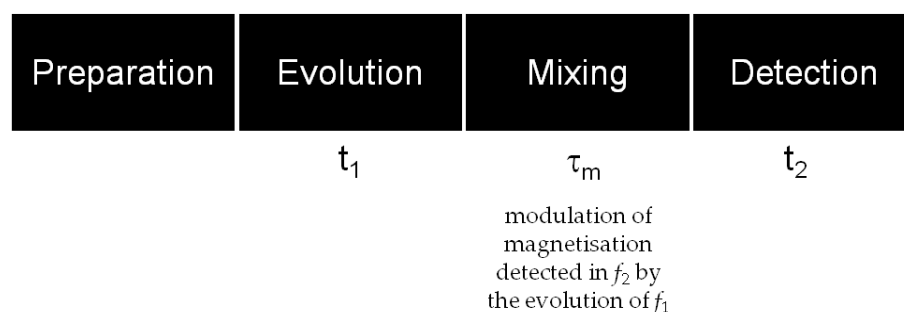 Preparation Evolution Mixing Detection
t₁ τₘ t₂
modulation of
magnetisation
detected in f₂ by
the evolution of f₁